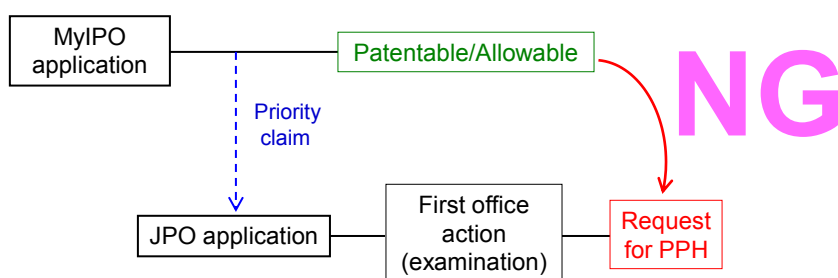 MyIPO
application
Patentable/Allowable
NG
Priority
claim
JPO application
First office
action
(examination)
Request
for PPH